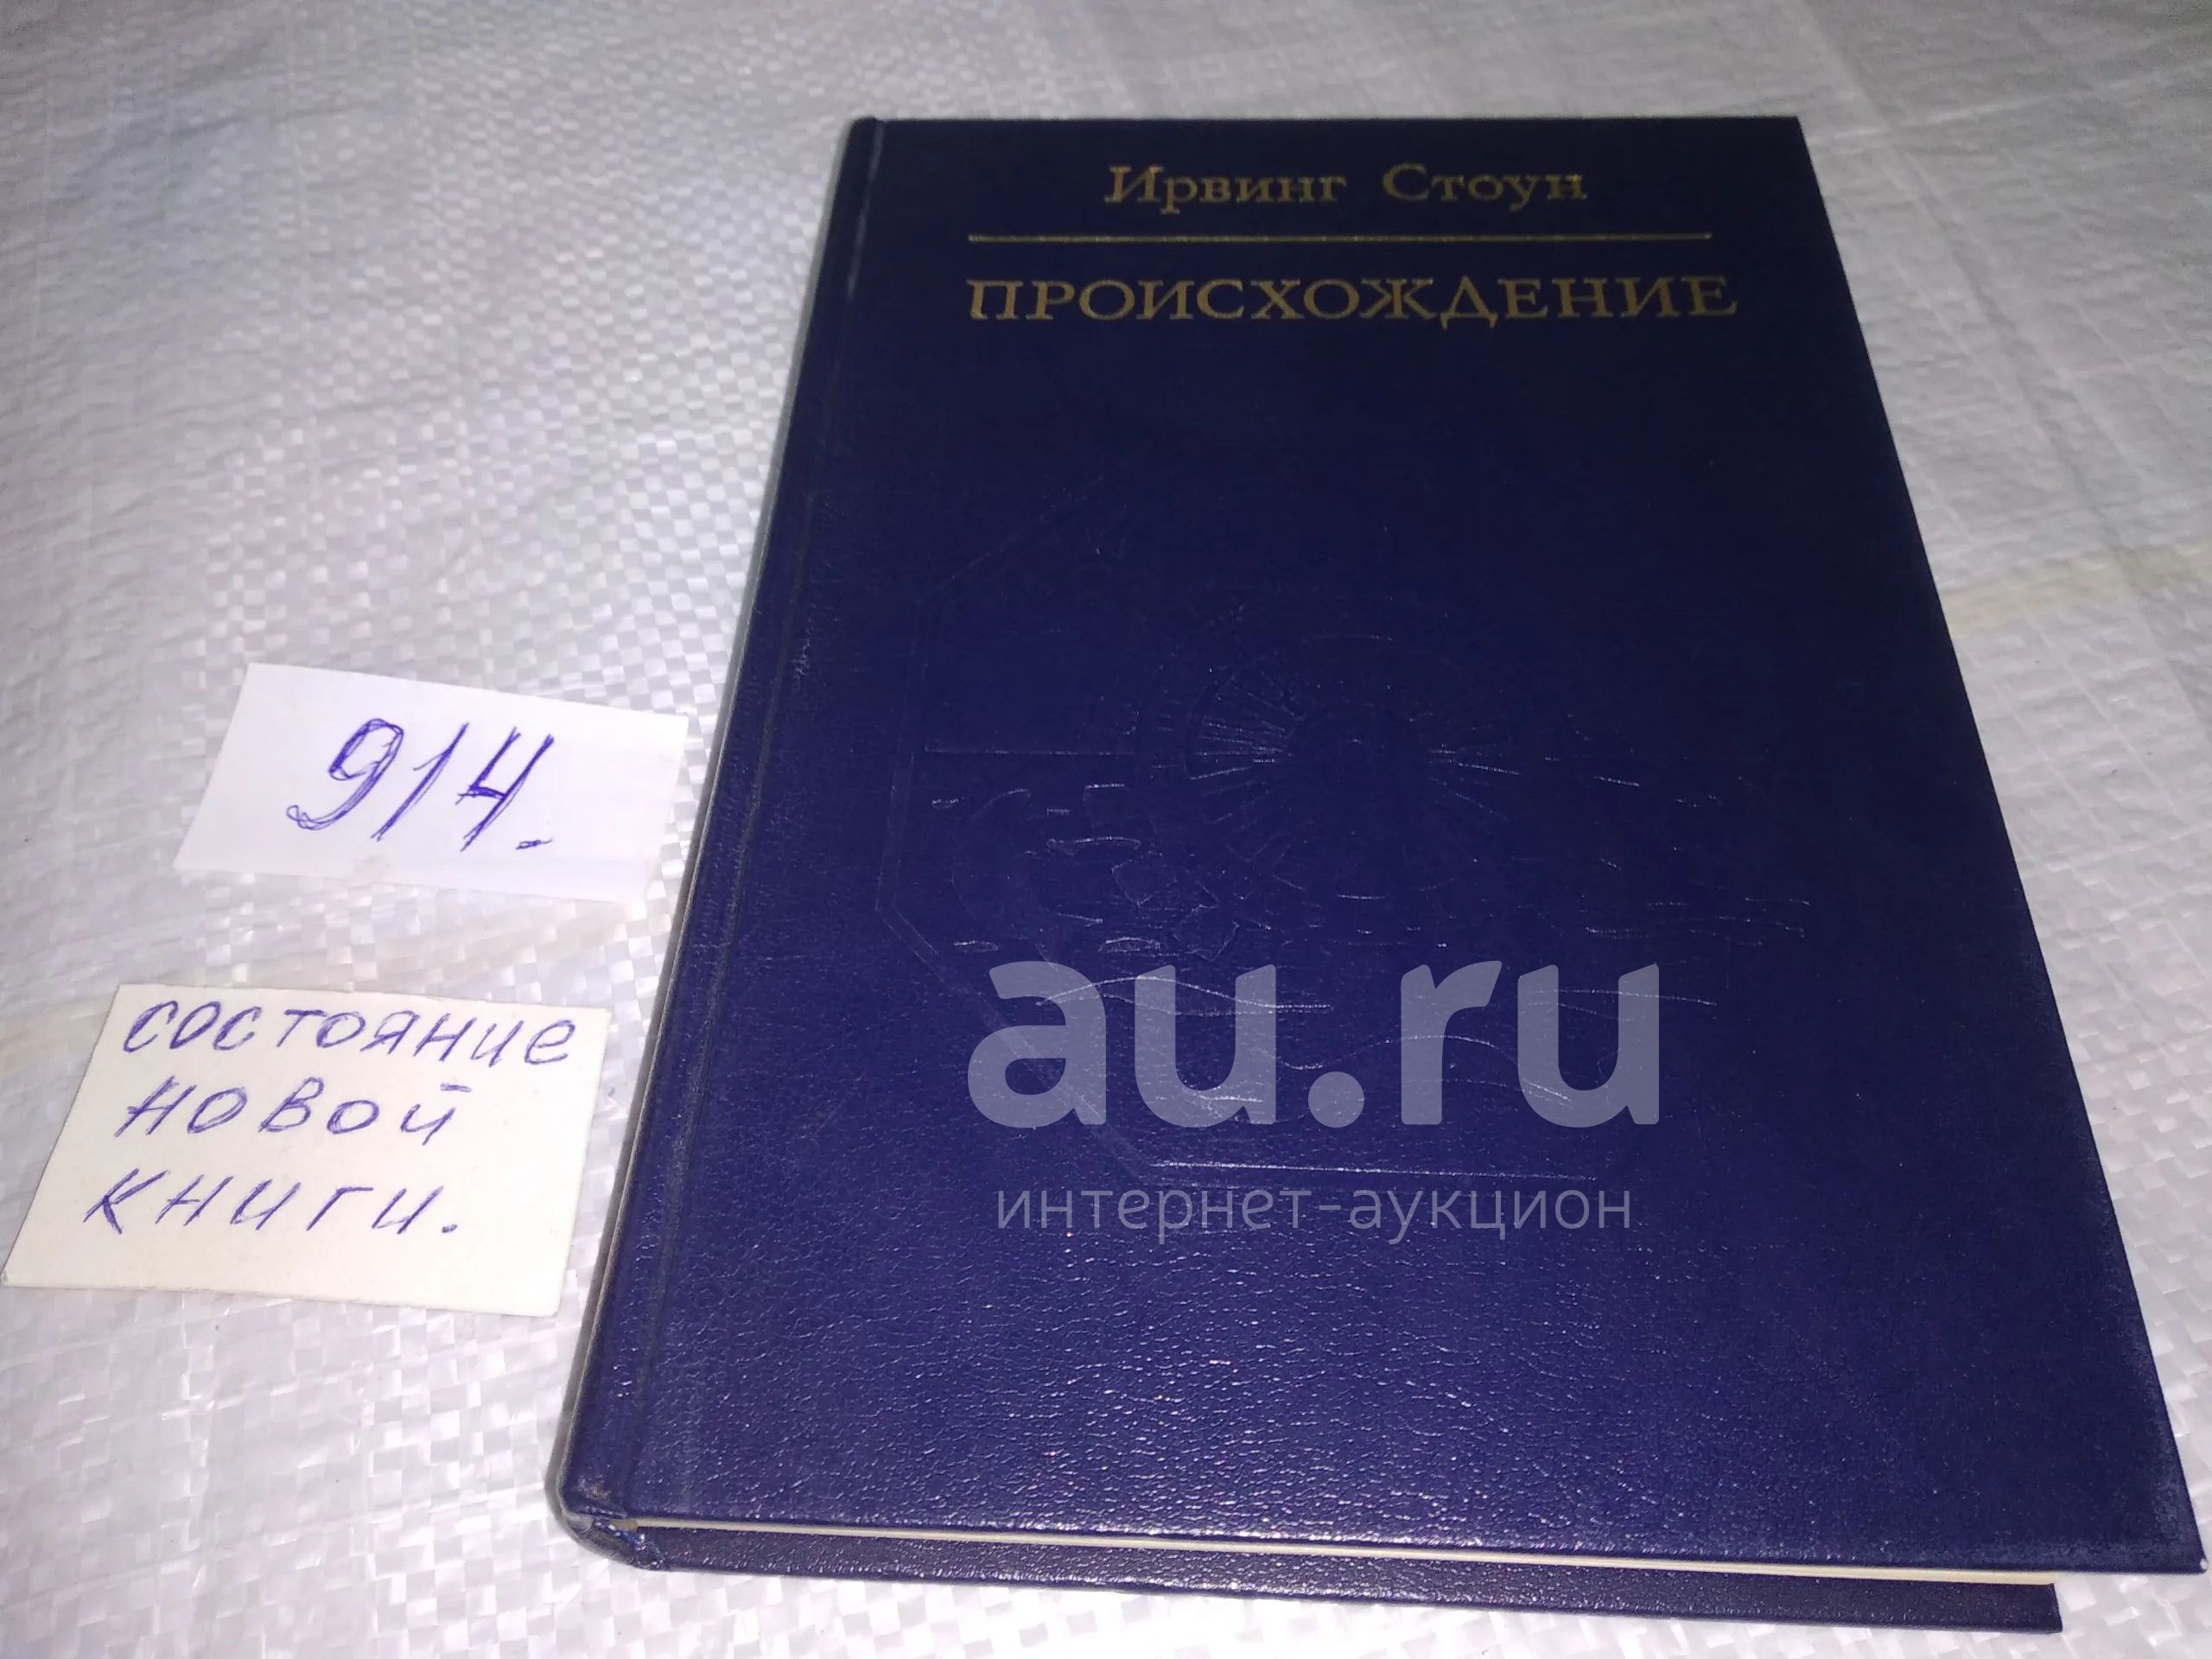 Ирвинг Стоун
ПРОИСХОЖДЕНИЕ
914.
состояние
новой
книги.
au.ru
интернет-аукцион